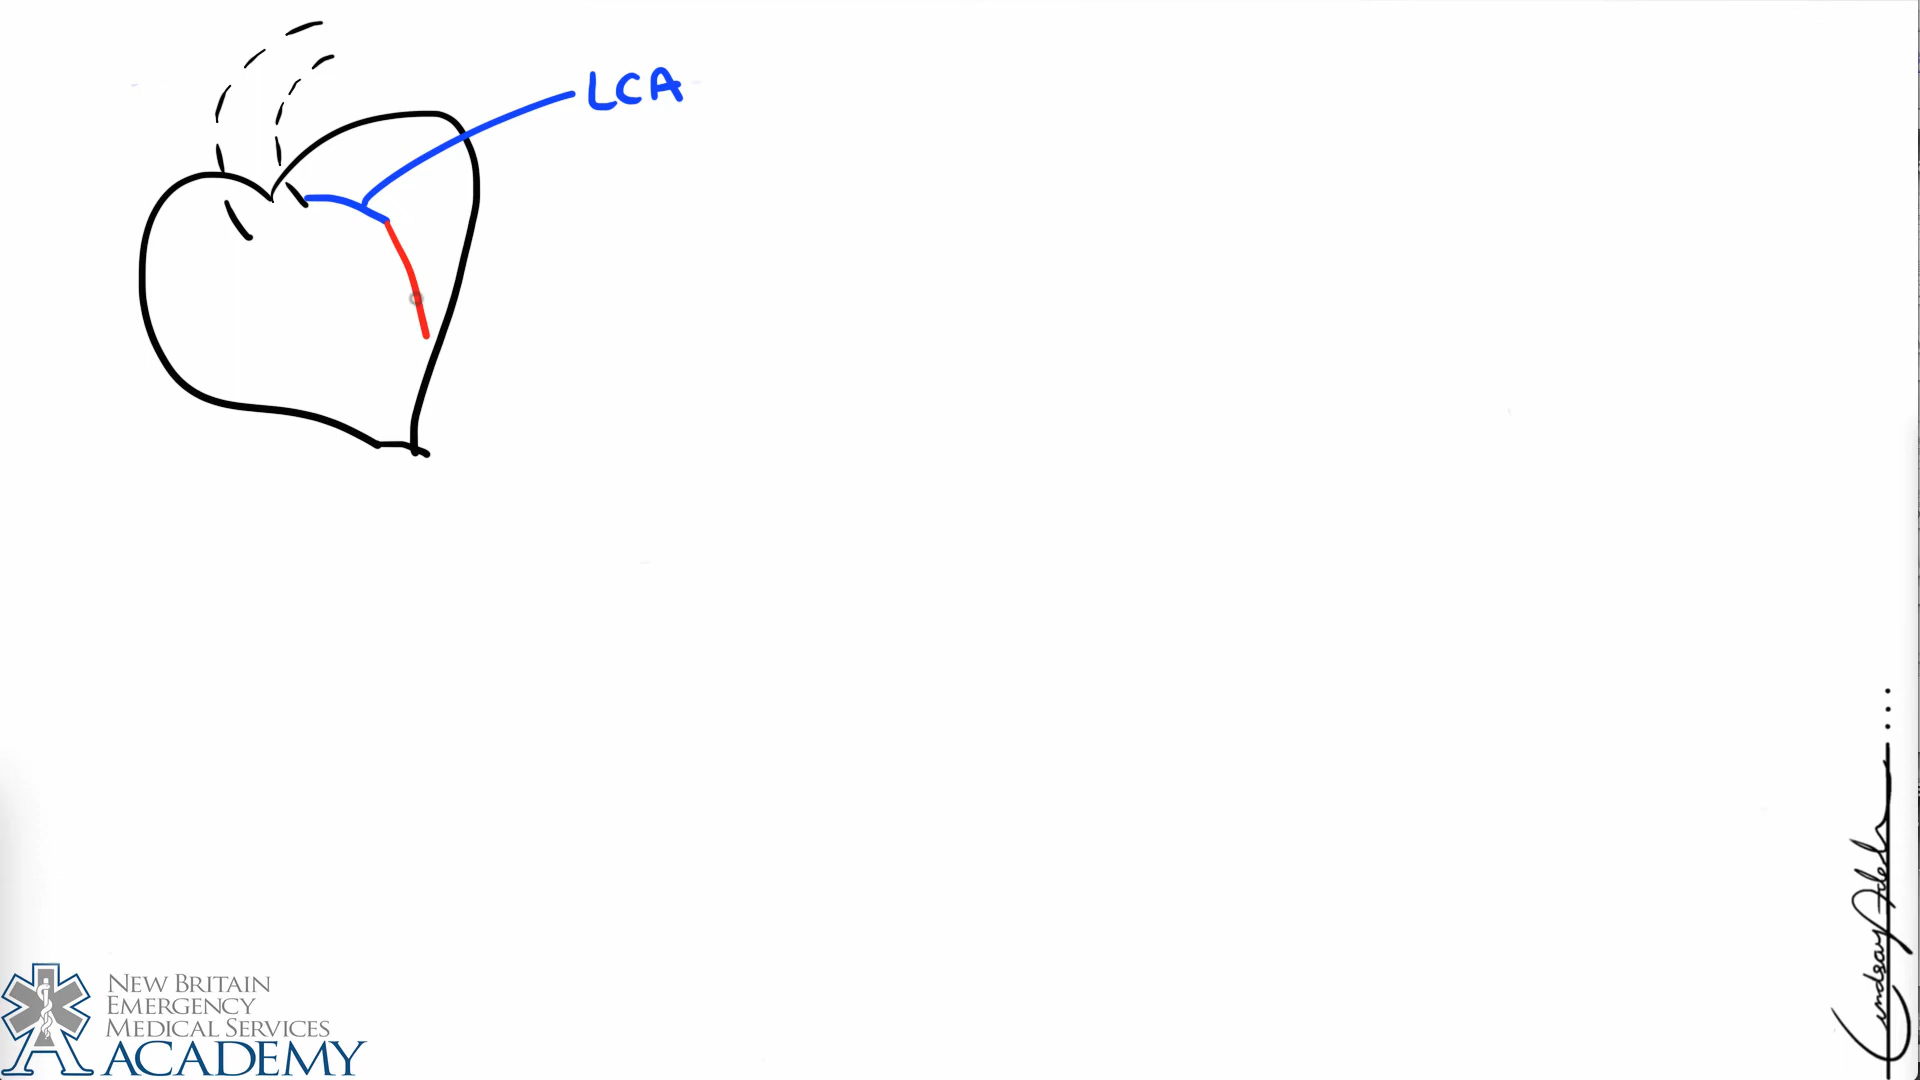 LCA
NEW BRITAIN
EMERGENCY
MEDICAL SERVICES
ACADEMY